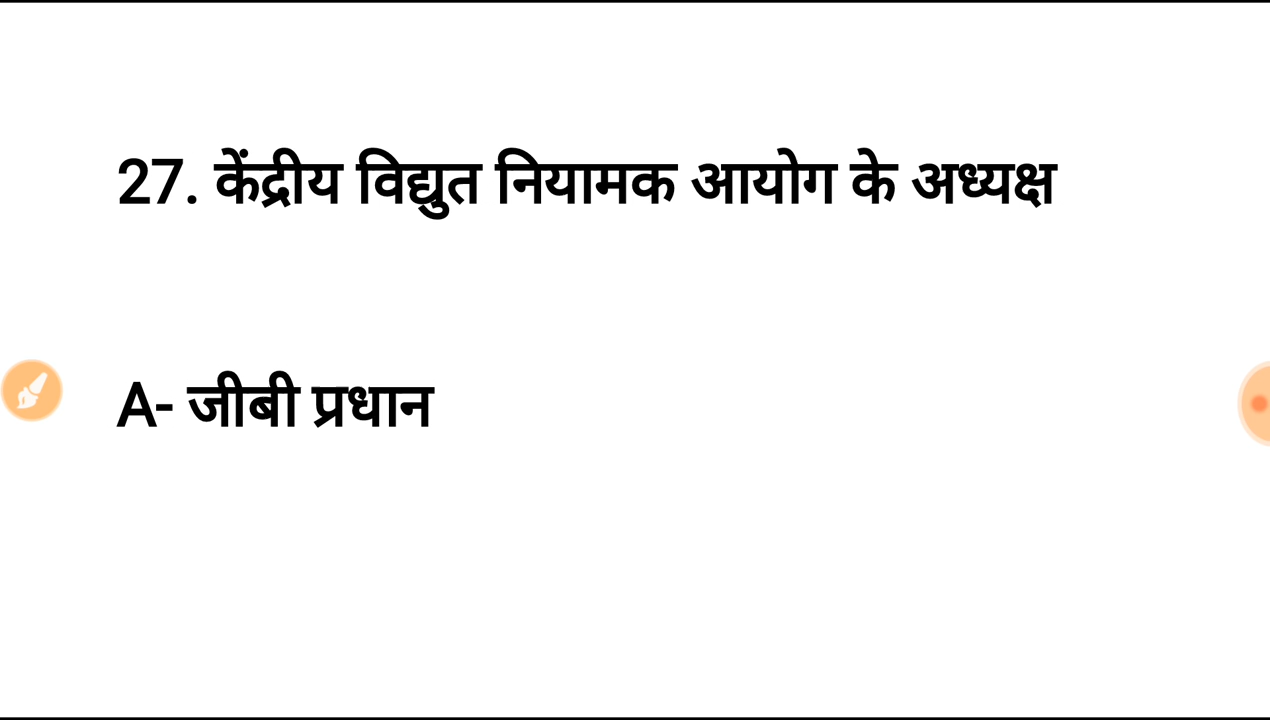 27. केंद्रीय विद्युत नियामक आयोग के अध्यक्ष
A- जीबी प्रधान